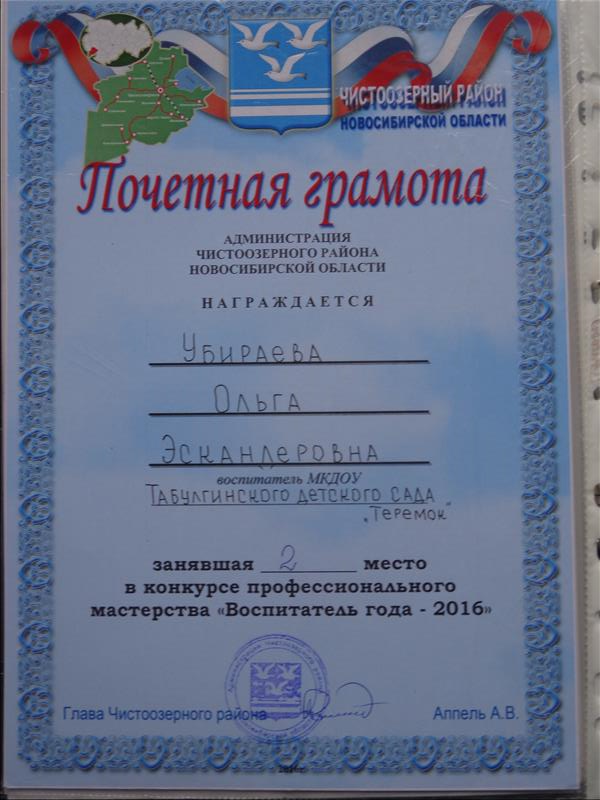 ЧИСТООЗЕРНЫЙ РАЙОН
НОВОСИБИРСКОЙ ОБЛАСТИ
Почетная грамота
АДМИНИСТРАЦИЯ
ЧИСТООЗЕРНОГО РАЙОНА
НОВОСИБИРСКОЙ ОБЛАСТИ
НАГРАЖДАЕТСЯ
УБИРАЕВА
ОЛЬГА
ЭСКАНДЕРОВНА
воспитатель МКДОУ
ТАБУЛГИНСКОГО ДЕТСКОГО САДА
„ТЕРЕМОК"
занявшая 2 место
в конкурсе профессионального
мастерства «Воспитатель года - 2016»
Глава Чистоозерного района Аппель А.В.